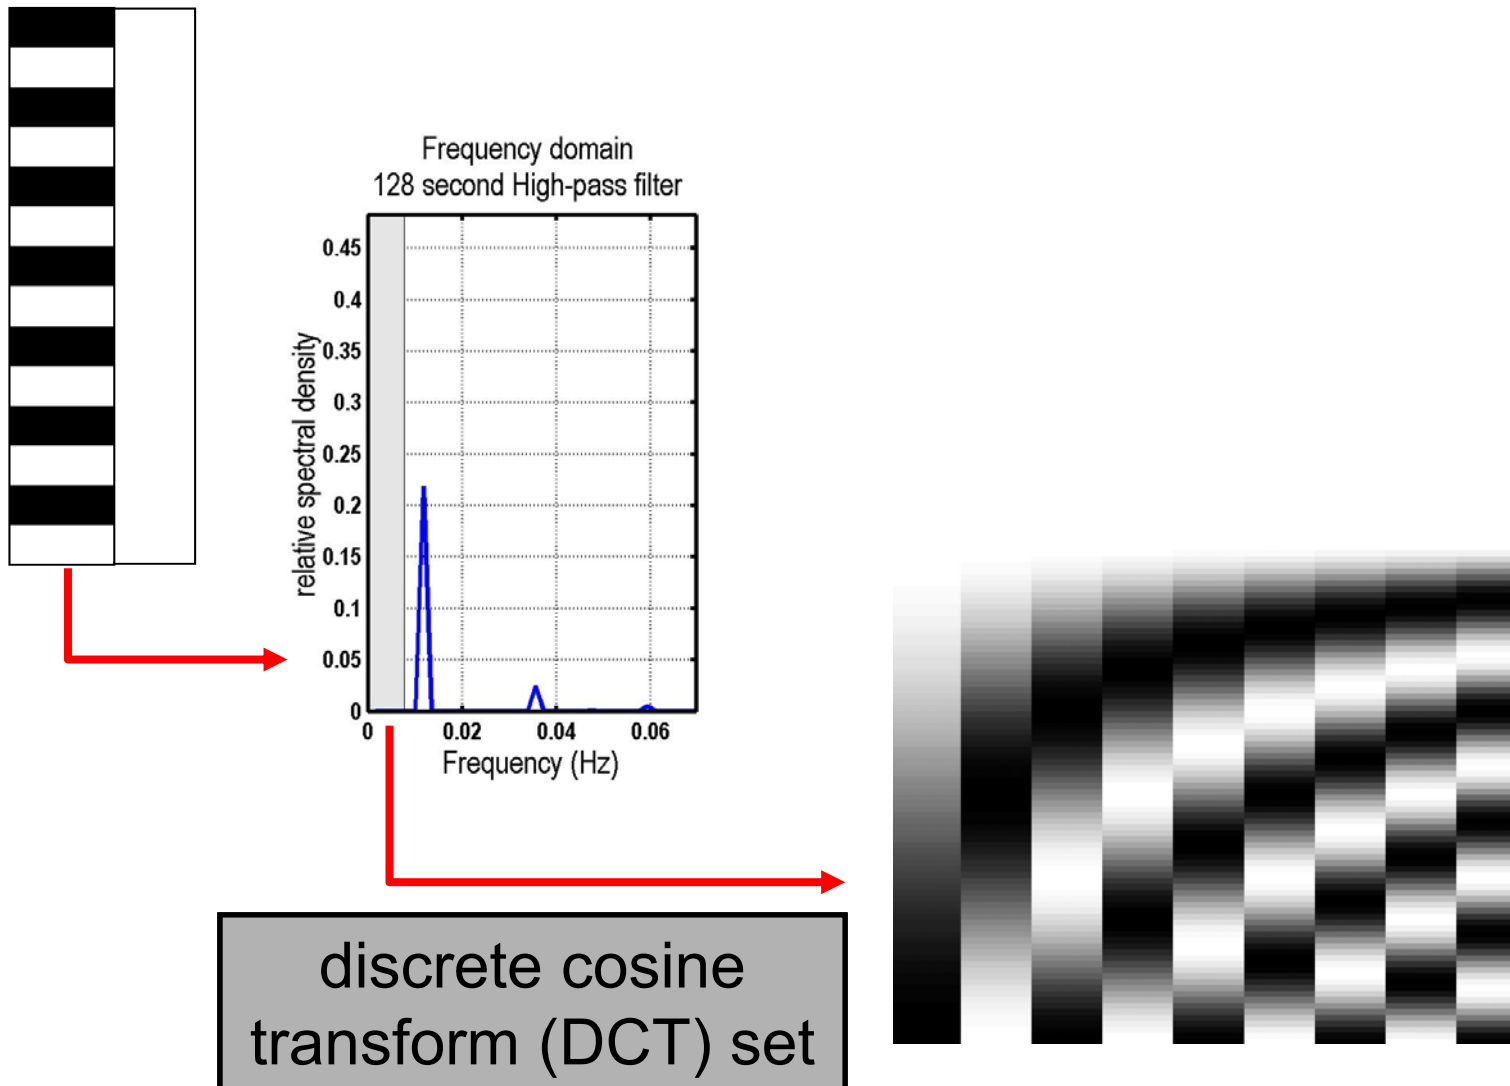 Frequency domain
128 second High-pass filter
relative spectral density
0.45
0.4
0.35
0.3
0.25
0.2
0.15
0.1
0.05
0
0 0.02 0.04 0.06
Frequency (Hz)
discrete cosine
transform (DCT) set